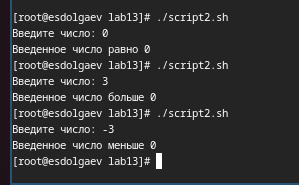 [root@esdolgaev lab13]# ./script2.sh
Введите число: 0
Введенное число равно 0
[root@esdolgaev lab13]# ./script2.sh
Введите число: 3
Введенное число больше 0
[root@esdolgaev lab13]# ./script2.sh
Введите число: -3
Введенное число меньше 0
[root@esdolgaev lab13]#